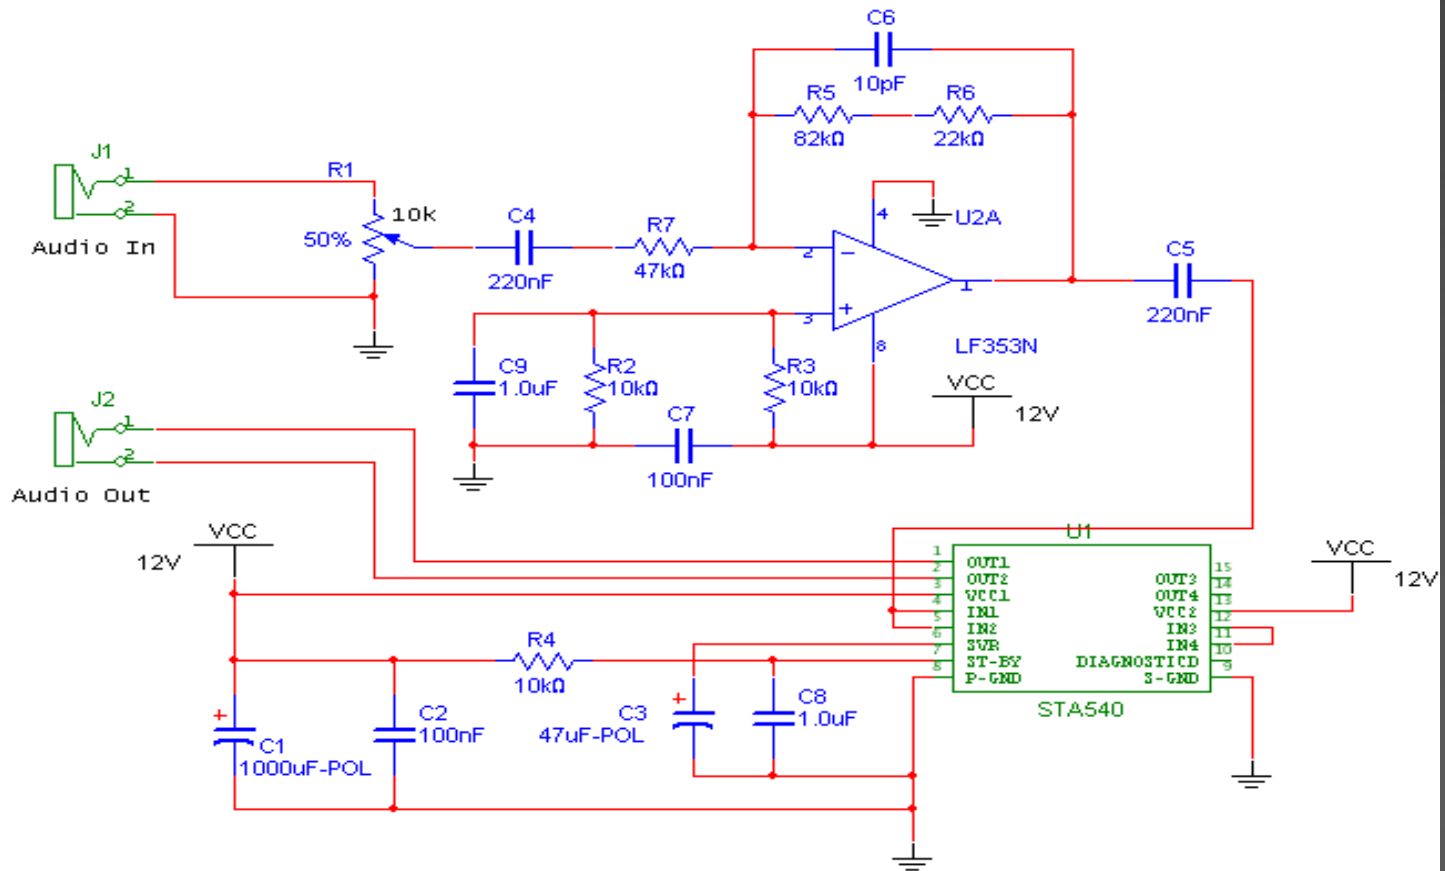 C6
10pF
R5
R6
82kΩ
22kΩ
J1
1
2
Audio In
R1
10k
50%
C4
220nF
R7
47kΩ
4
U2A
2
3
1
8
LF353N
C5
220nF
C9
1.0uF
R2
10kΩ
R3
10kΩ
C7
100nF
VCC
12V
J2
1
2
Audio Out
VCC
12V
U1
VCC
12V
1
2
3
4
5
6
7
8
OUT1
OUT2
VCC1
IN1
IN2
SVR
ST-BY
P-GND
15
14
13
12
11
10
9
OUT3
OUT4
VCC2
IN3
IN4
DIAGNOSTICD
S-GND
STA540
R4
10kΩ
+
C1
1000uF-POL
C2
100nF
+
C3
47uF-POL
C8
1.0uF